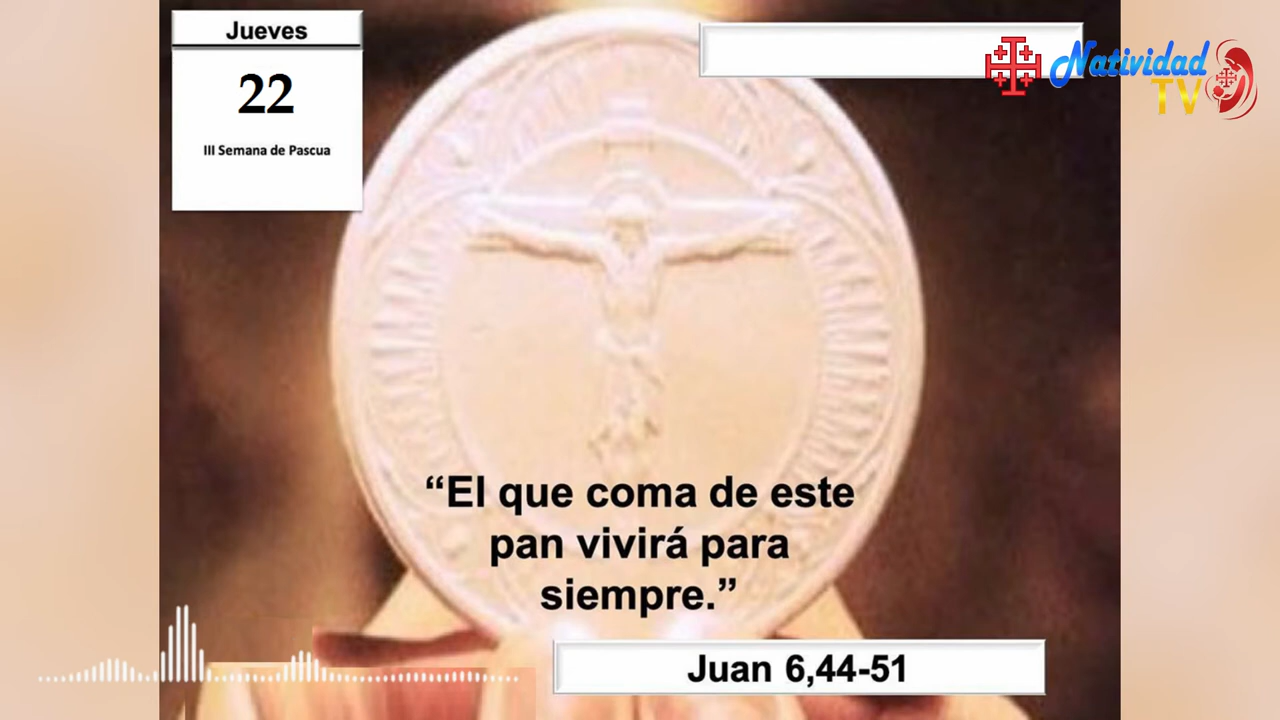 Jueves
22
III Semana de Pascua
Natividad
TV
“El que coma de este
pan vivirá para
siempre.”
Juan 6,44-51